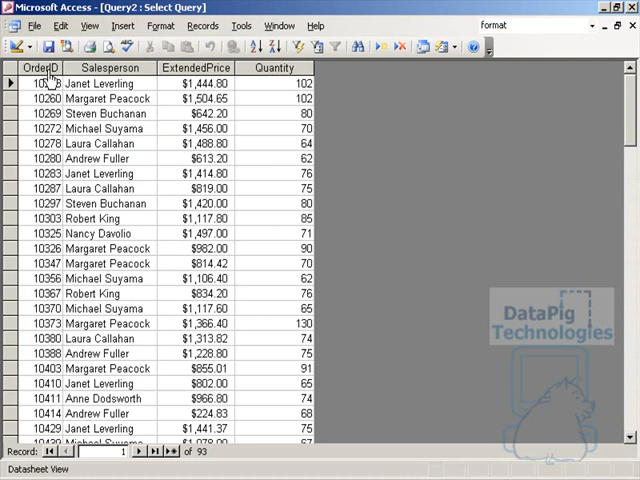 Microsoft Access - [Query2 : Select Query]
File Edit View Insert Format Records Tools Window Help format
OrderID Salesperson ExtendedPrice Quantity
Janet Leverling $1,444.80 102
10260 Margaret Peacock $1,504.65 102
10269 Steven Buchanan $642.20 80
10272 Michael Suyama $1,456.00 70
10278 Laura Callahan $1,488.80 64
10280 Andrew Fuller $613.20 62
10283 Janet Leverling $1,414.80 76
10287 Laura Callahan $819.00 75
10297 Steven Buchanan $1,420.00 80
10303 Robert King $1,117.80 85
10325 Nancy Davolio $1,497.00 71
10326 Margaret Peacock $982.00 90
10347 Margaret Peacock $814.42 70
10356 Michael Suyama $1,106.40 62
10367 Robert King $834.20 76
10370 Michael Suyama $1,117.60 65
10373 Margaret Peacock $1,366.40 130
10380 Laura Callahan $1,313.82 74
10388 Andrew Fuller $1,228.80 75
10403 Margaret Peacock $855.01 91
10410 Janet Leverling $802.00 65
10411 Anne Dodsworth $966.80 74
10414 Andrew Fuller $224.83 68
10429 Janet Leverling $1,441.37 75
10439 Michael Suyama $1,078.00 67
DataPig
Technologies
Record: 1 of 93
Datasheet View